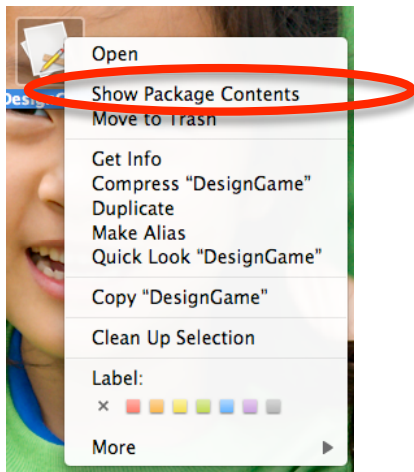 Open
Show Package Contents
Move to Trash
Get Info
Compress “DesignGame”
Duplicate
Make Alias
Quick Look “DesignGame”
Copy “DesignGame”
Clean Up Selection
Label:
×
More